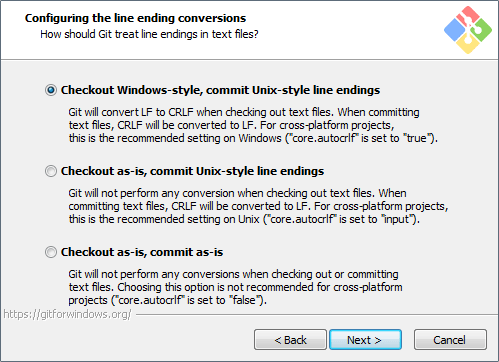 Configuring the line ending conversions
How should Git treat line endings in text files?
Checkout Windows-style, commit Unix-style line endings
Git will convert LF to CRLF when checking out text files. When committing
text files, CRLF will be converted to LF. For cross-platform projects,
this is the recommended setting on Windows ("core.autocrlf" is set to "true").
Checkout as-is, commit Unix-style line endings
Git will not perform any conversion when checking out text files. When
committing text files, CRLF will be converted to LF. For cross-platform projects,
this is the recommended setting on Unix ("core.autocrlf" is set to "input").
Checkout as-is, commit as-is
Git will not perform any conversions when checking out or committing
text files. Choosing this option is not recommended for cross-platform
projects ("core.autocrlf" is set to "false").
https://gitforwindows.org/
< Back
Next >
Cancel